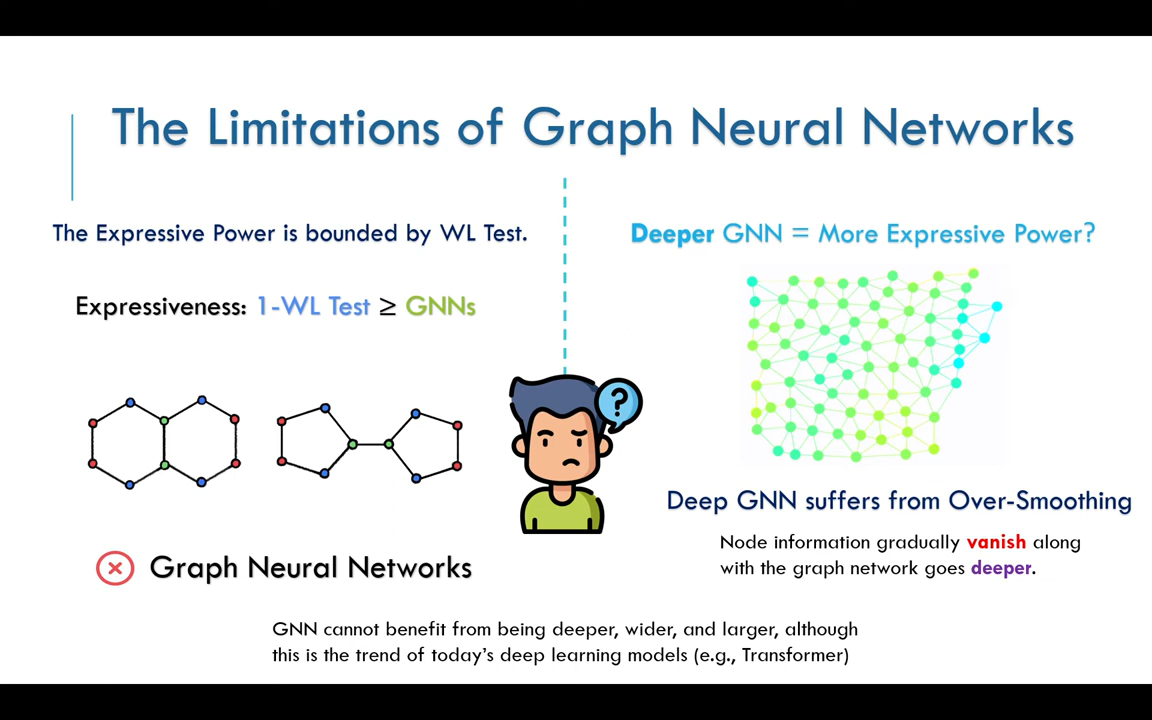 The Limitations of Graph Neural Networks
The Expressive Power is bounded by WL Test.
Expressiveness: 1-WL Test ≥ GNNs
Graph Neural Networks
Deeper GNN = More Expressive Power?
?
Deep GNN suffers from Over-Smoothing
Node information gradually vanish along
with the graph network goes deeper.
GNN cannot benefit from being deeper, wider, and larger, although
this is the trend of today's deep learning models (e.g., Transformer)